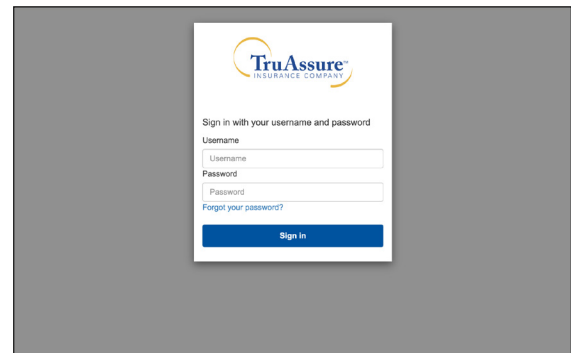 TruAssure™
INSURANCE COMPANY
Sign in with your username and password
Username
Username
Password
Password
Forgot your password?
Sign in